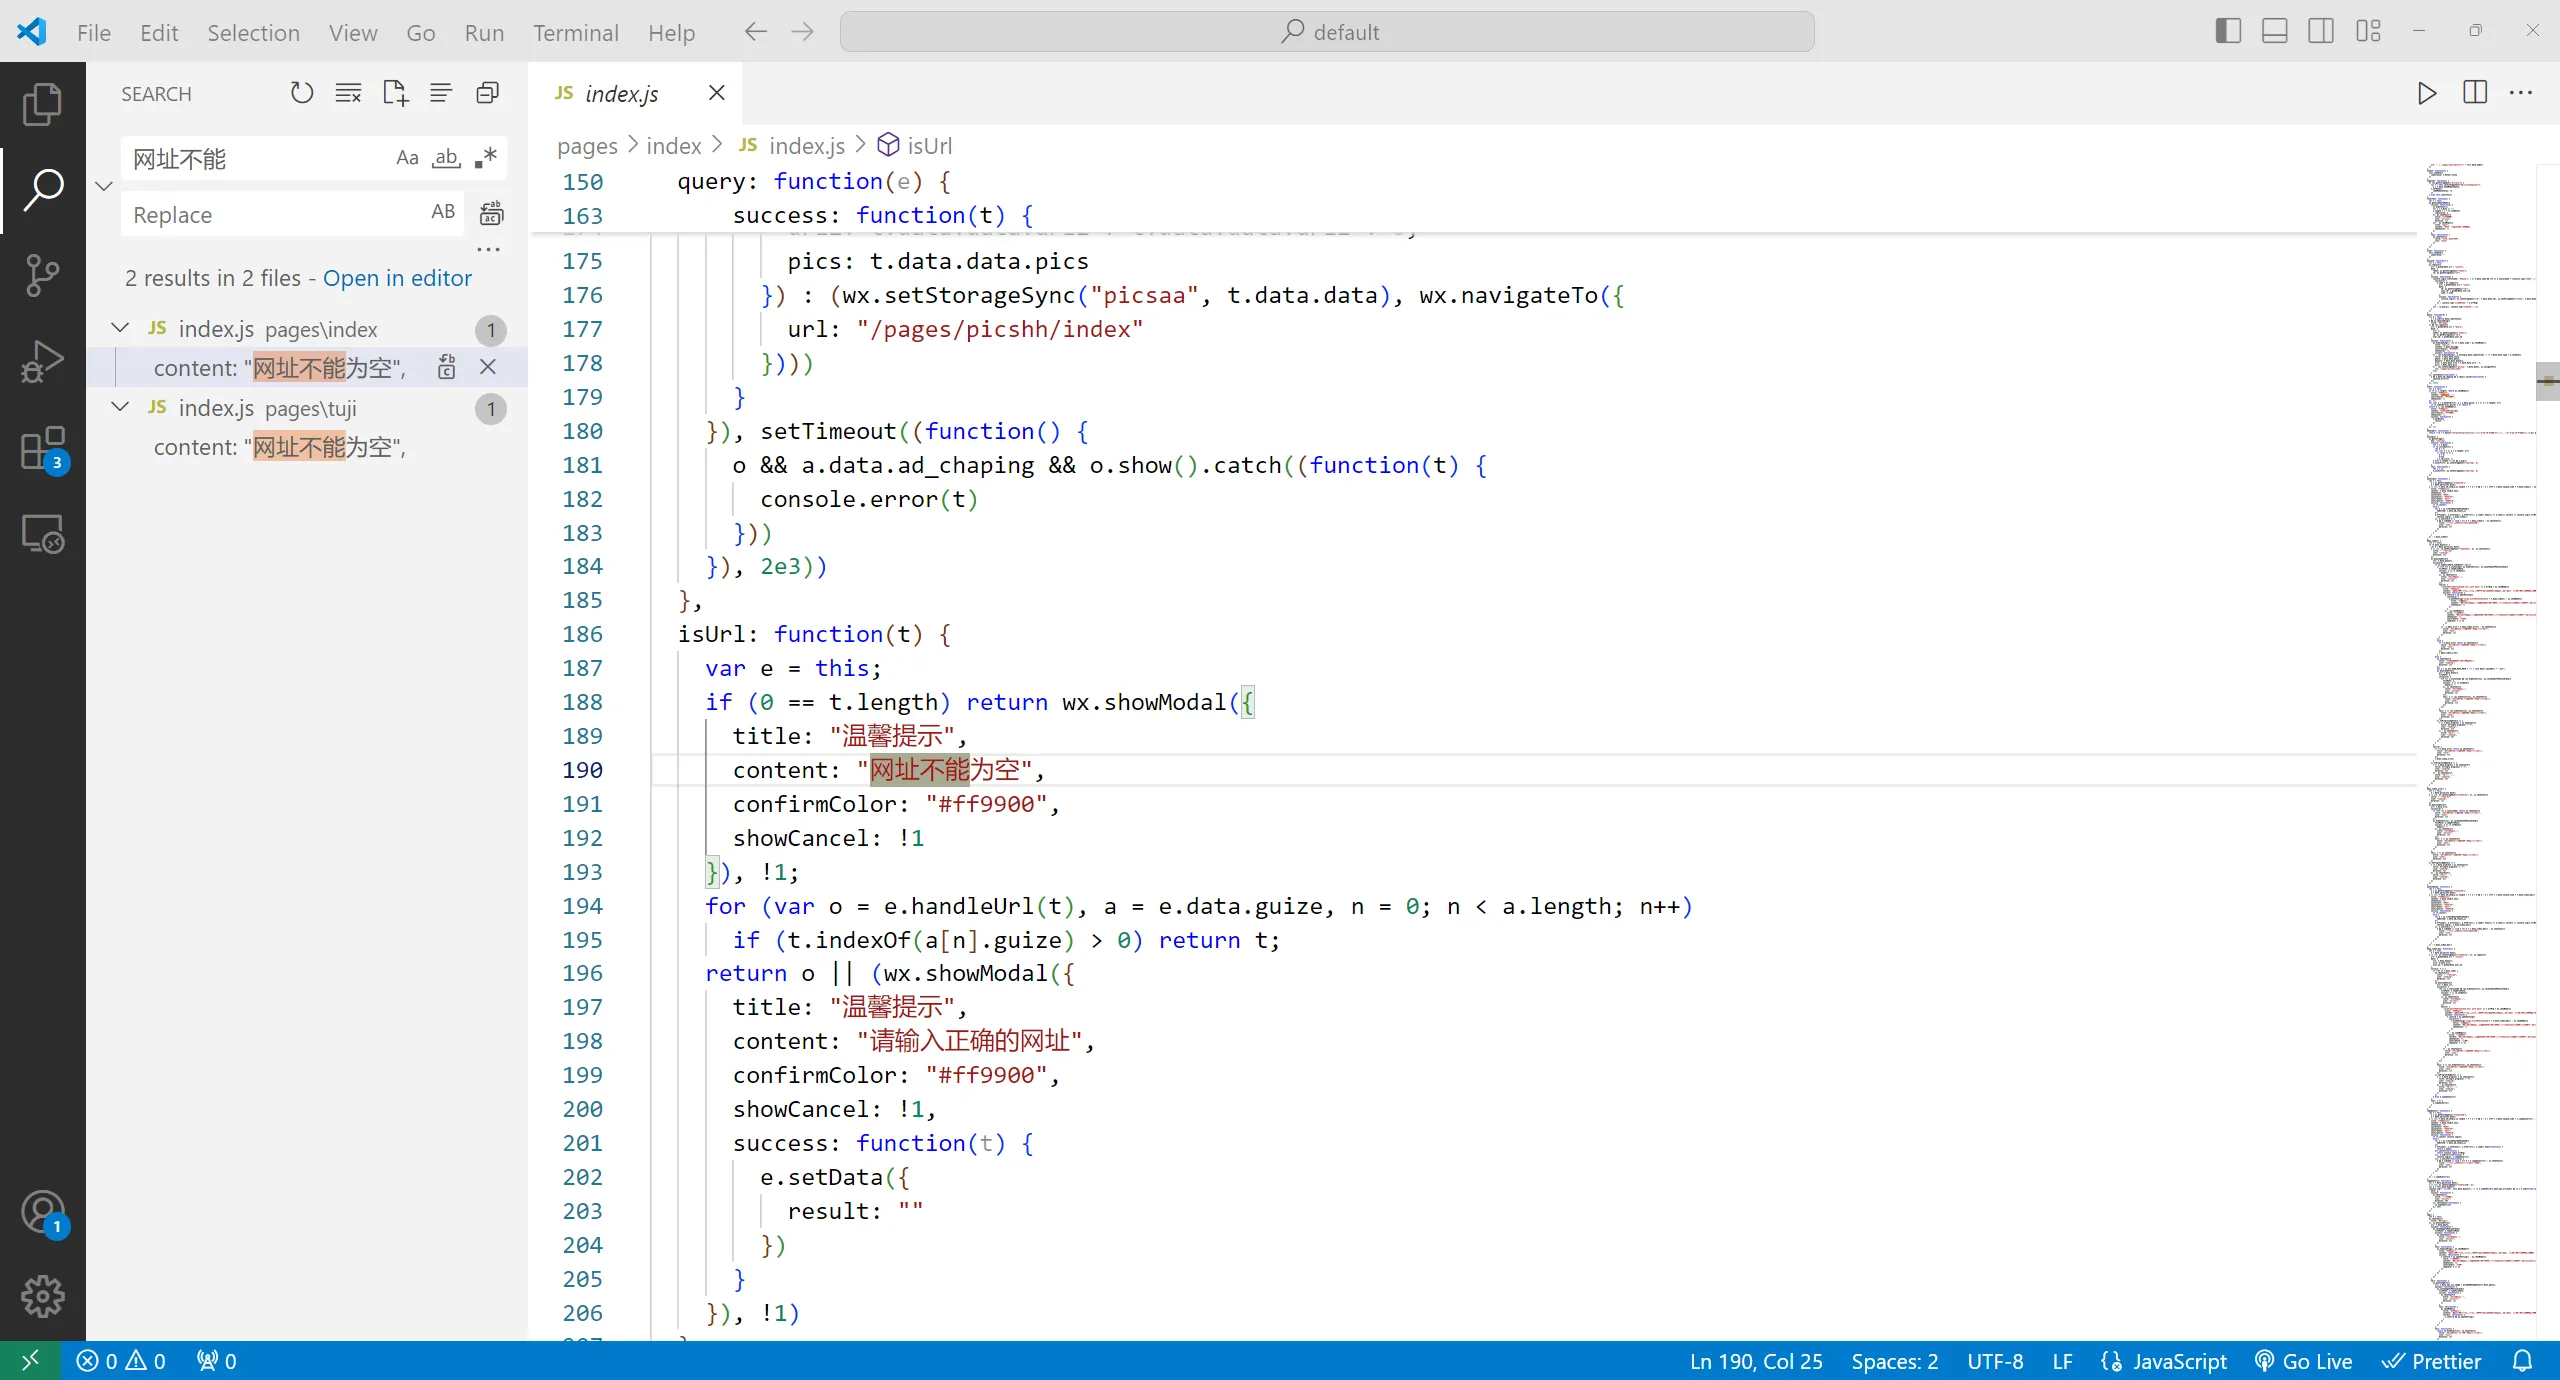 File Edit Selection View Go Run Terminal Help
default
SEARCH
网址不能
Aa ab .*
Replace
AB
2 results in 2 files - Open in editor
JS index.js pages\index 1
content: "网址不能为空",
JS index.js pages\tuji 1
content: "网址不能为空",
3
1
JS index.js
pages > index > JS index.js > isUrl
150 query: function(e) {
163 success: function(t) {
175 pics: t.data.data.pics
176 }) : (wx.setStorageSync("picsaa", t.data.data), wx.navigateTo({
177 url: "/pages/picshh/index"
178 })))
179 }
180 }), setTimeout((function() {
181 o && a.data.ad_chaping && o.show().catch((function(t) {
182 console.error(t)
183 }))
184 }), 2e3))
185 },
186 isUrl: function(t) {
187 var e = this;
188 if (0 == t.length) return wx.showModal({
189 title: "温馨提示",
190 content: "网址不能为空",
191 confirmColor: "#ff9900",
192 showCancel: !1
193 }), !1;
194 for (var o = e.handleUrl(t), a = e.data.guize, n = 0; n < a.length; n++)
195 if (t.indexOf(a[n].guize) > 0) return t;
196 return o || (wx.showModal({
197 title: "温馨提示",
198 content: "请输入正确的网址",
199 confirmColor: "#ff9900",
200 showCancel: !1,
201 success: function(t) {
202 e.setData({
203 result: ""
204 })
205 }
206 }), !1)
0 0 0
Ln 190, Col 25 Spaces: 2 UTF-8 LF JavaScript Go Live Prettier